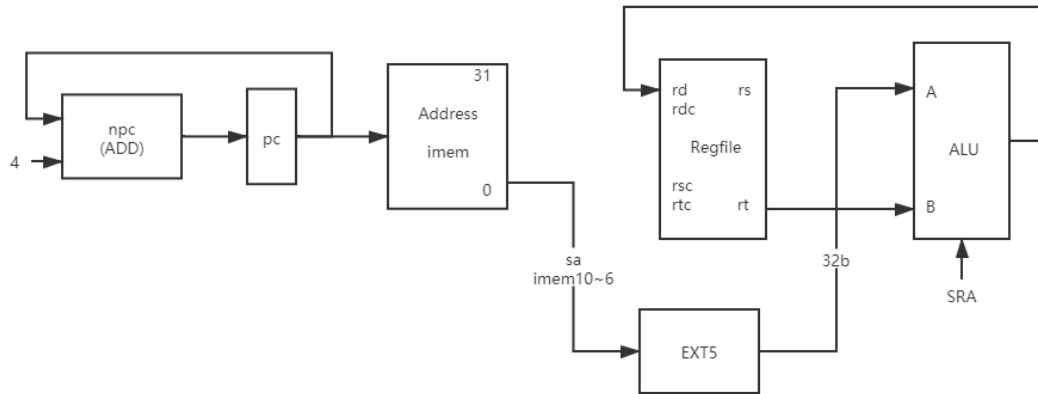 npc
(ADD)
4
pc
31
Address
imem
0
sa
imem10~6
EXT5
rd
rs
rdc
Regfile
rsc
rtc
rt
32b
A
ALU
B
SRA